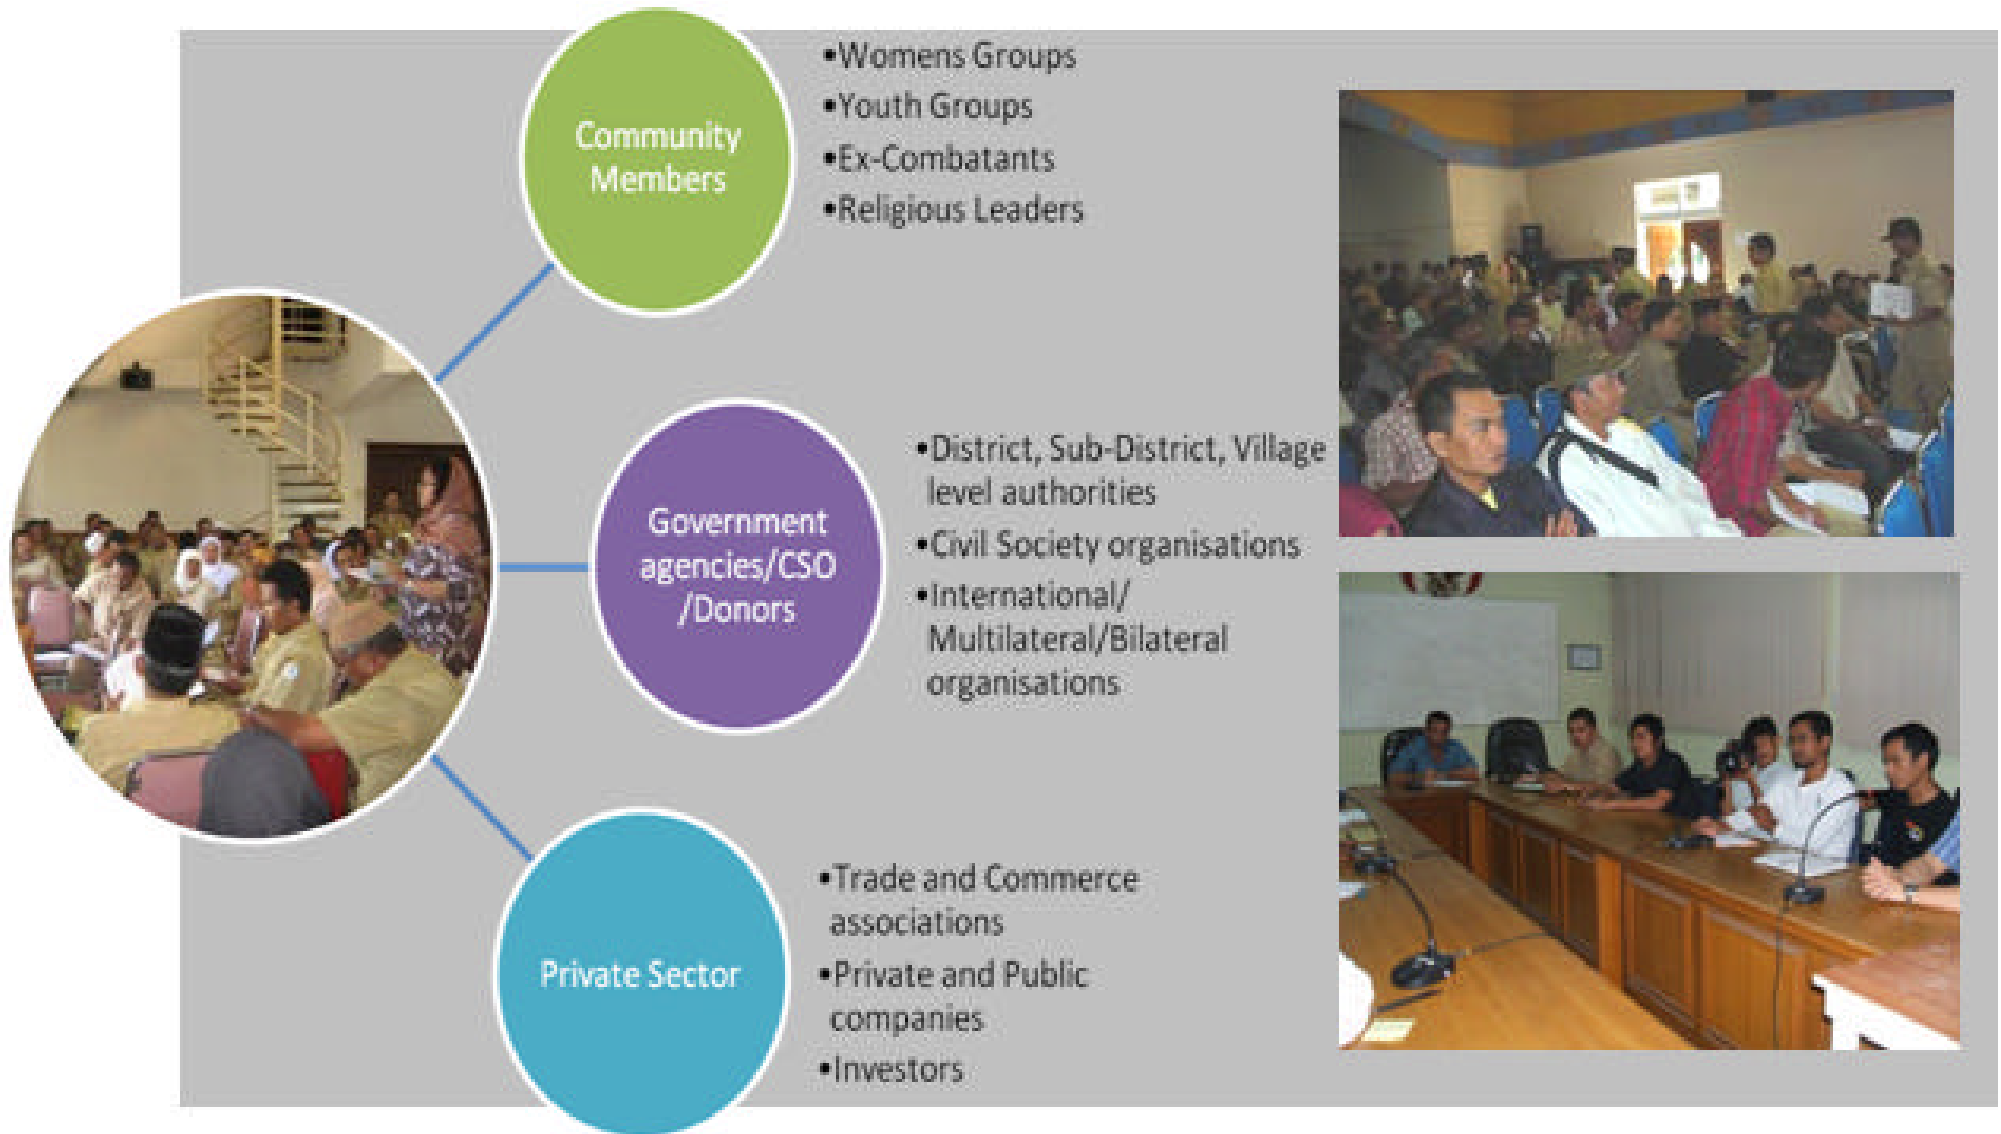 Community
Members
•Womens Groups
•Youth Groups
•Ex-Combatants
•Religious Leaders
Government
agencies/CSO
/Donors
•District, Sub-District, Village
level authorities
•Civil Society organisations
•International/
Multilateral/Bilateral
organisations
Private Sector
•Trade and Commerce
associations
•Private and Public
companies
•Investors